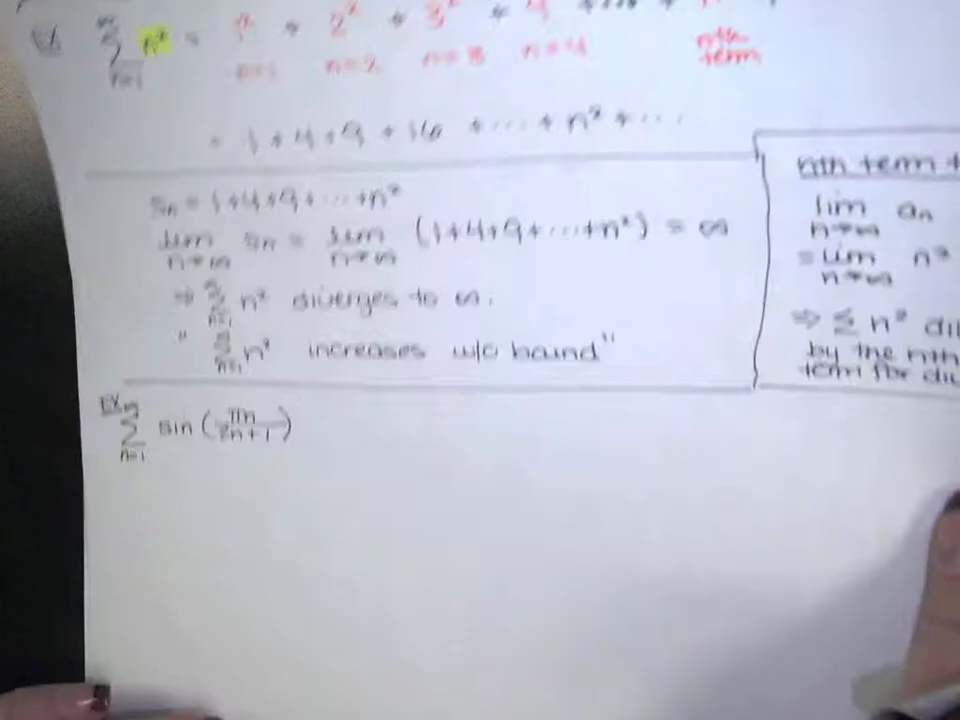 Ex ∞ Σ n=1 n² = 1² + 2² + 3² + 4² + ... +
n=1 n=2 n=3 n=4 nth term
= 1 + 4 + 9 + 16 + ... + n² + ...
Sn = 1+4+9+...+n²
lim n→∞ Sn = lim n→∞ (1+4+9+...+n²) = ∞
⇒ ∞ Σ n=1 n² diverges to ∞.
" ∞ Σ n=1 n² increases w/o bound"
nth term
lim n→∞ an
= lim n→∞ n²
⇒ Σ n²
by the nth
term for
Ex ∞ Σ n=1 sin (πn / 2n+1)